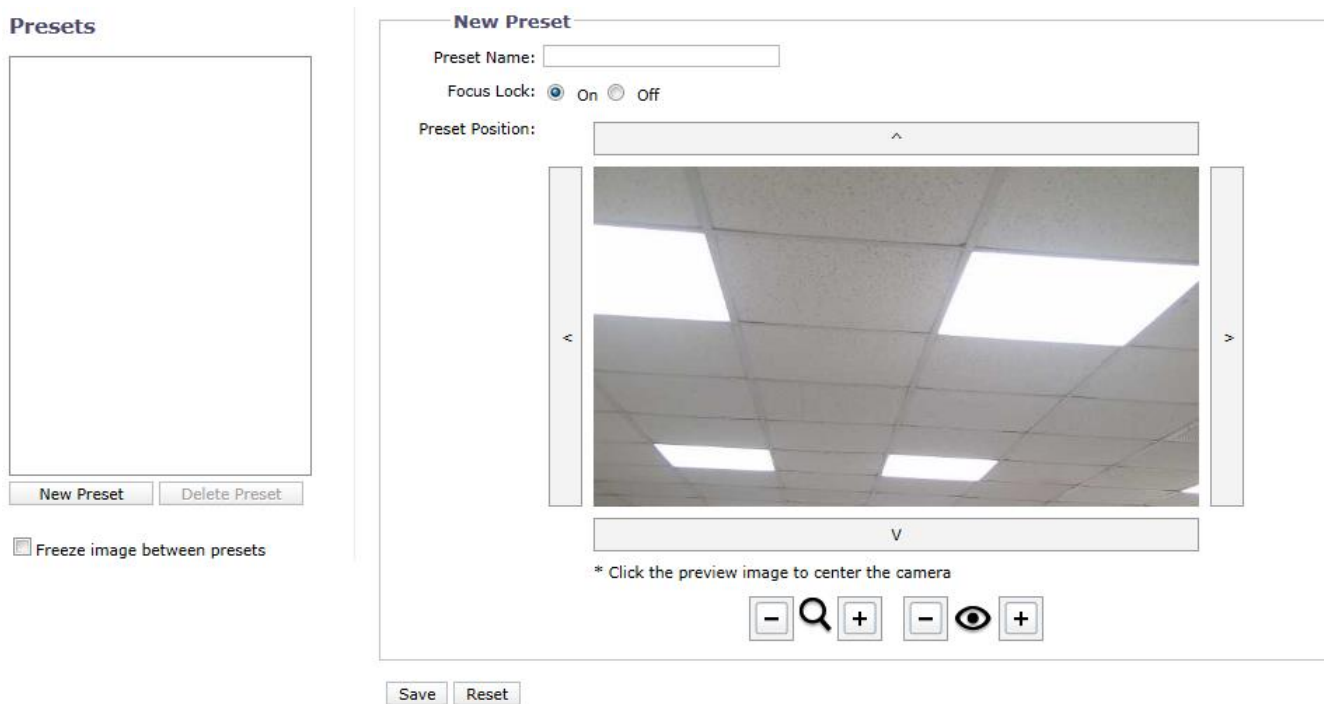 Presets
New Preset
Delete Preset
Freeze image between presets
New Preset
Preset Name:
Focus Lock: On Off
Preset Position:
^
<
>
V
* Click the preview image to center the camera
- +
- +
Save Reset